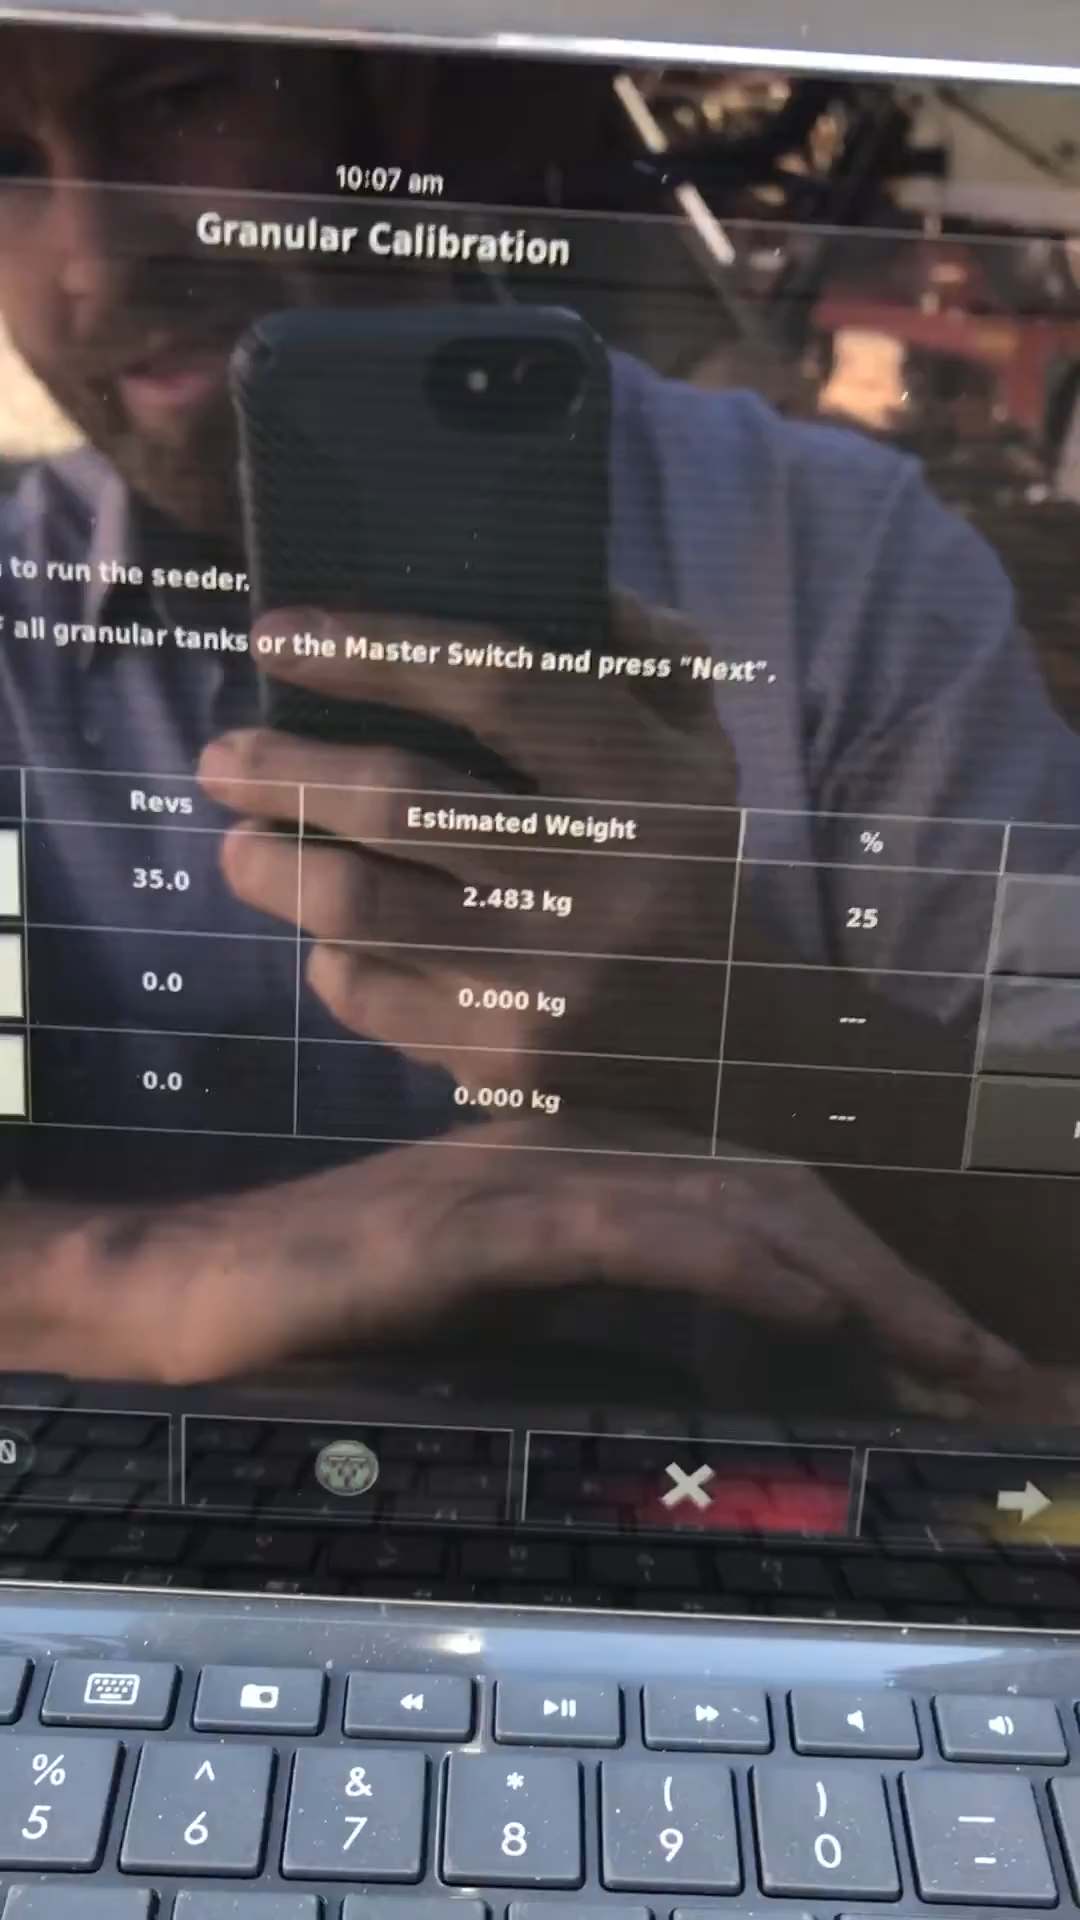 10:07 am
Granular Calibration
to run the seeder.
all granular tanks or the Master Switch and press "Next".
Revs Estimated Weight %
35.0 2.483 kg 25
0.0 0.000 kg ---
0.0 0.000 kg ---
% ^ & * ( ) —
5 6 7 8 9 0 -